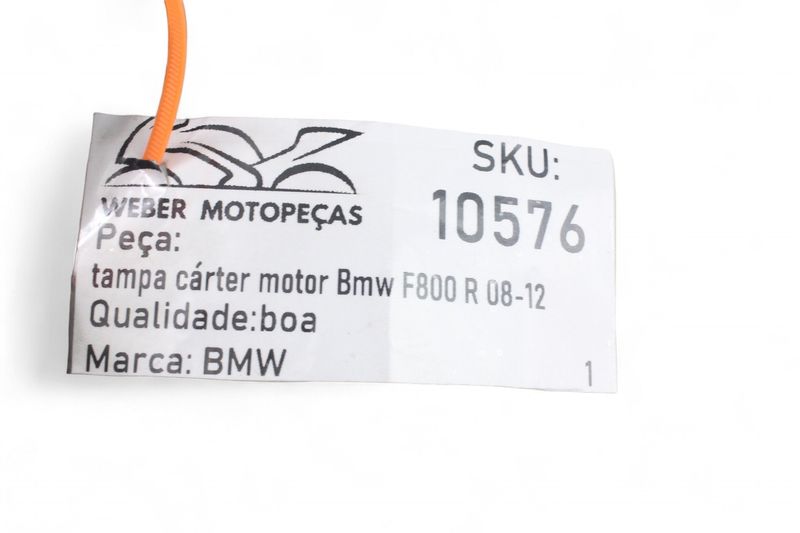 WEBER MOTOPEÇAS
SKU:
10576
Peça:
tampa cárter motor Bmw F800 R 08-12
Qualidade:boa
Marca: BMW
1